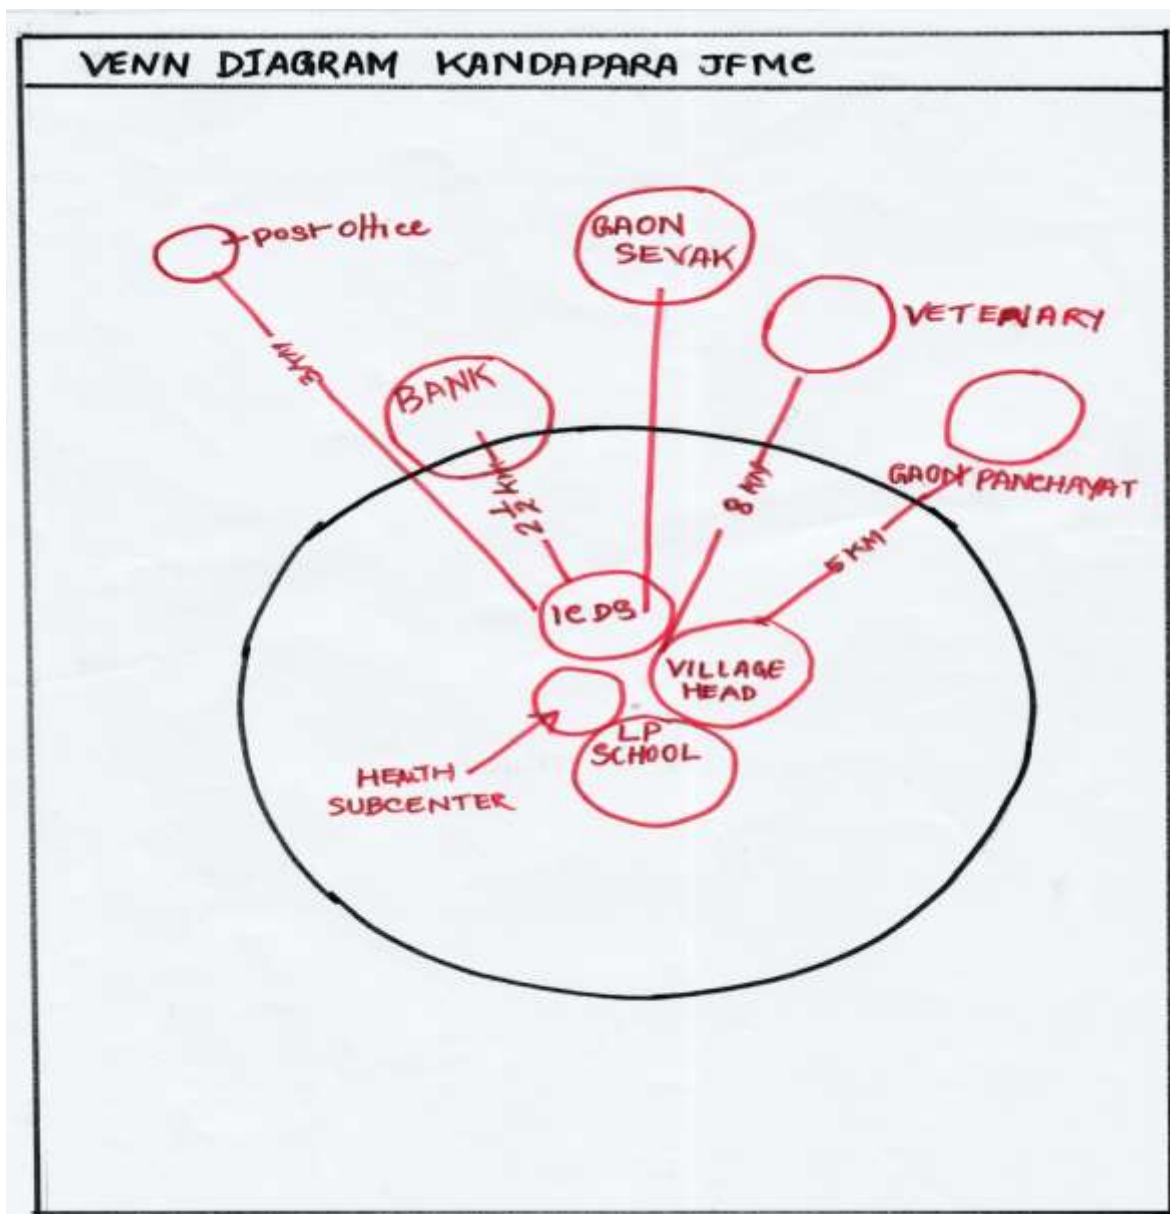 VENN DIAGRAM KANDAPARA JFMC
post office
GAON
SEVAK
VETERNARY
3KM
BANK
2½ KM
8 KM
GAON PANCHAYAT
5 KM
ICDS
VILLAGE
HEAD
LP
SCHOOL
HEALTH
SUBCENTER